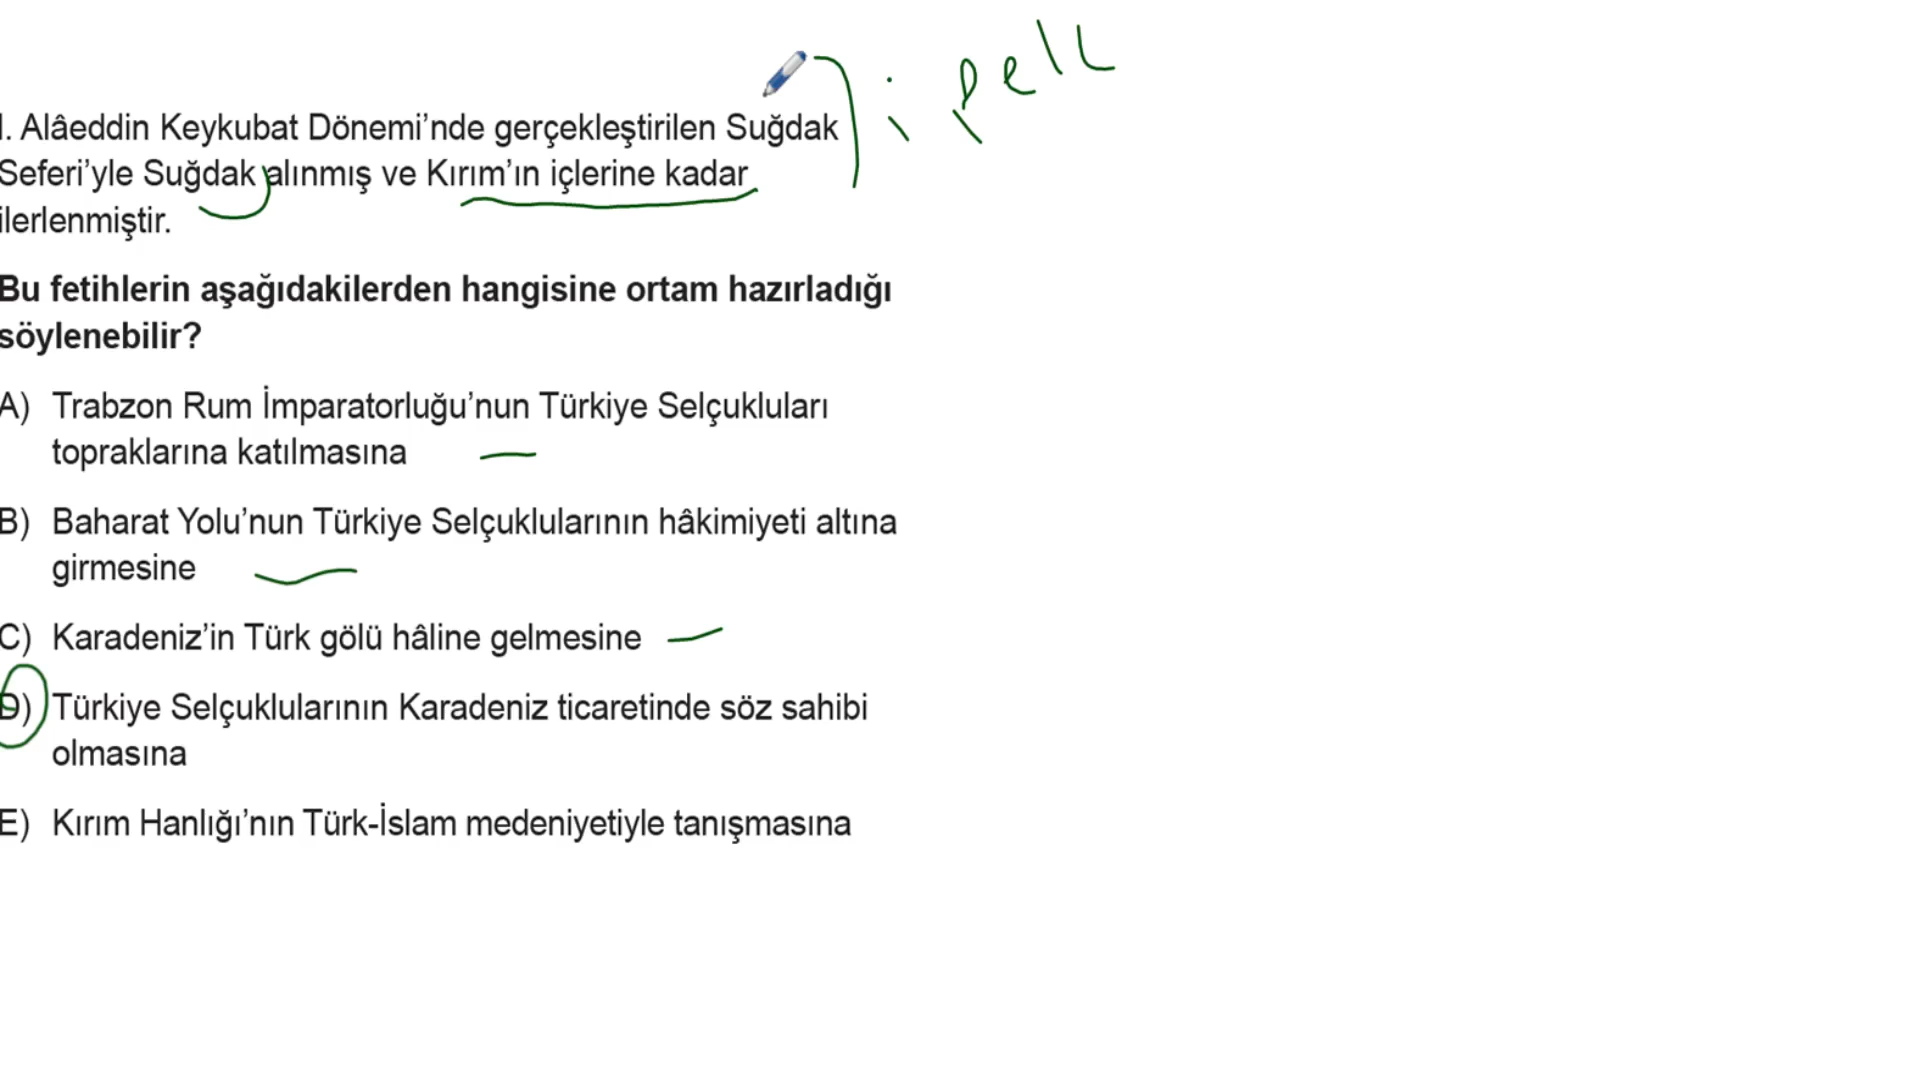 ipek
I. Alâeddin Keykubat Dönemi’nde gerçekleştirilen Suğdak
Seferi’yle Suğdak alınmış ve Kırım’ın içlerine kadar
ilerlenmiştir.
Bu fetihlerin aşağıdakilerden hangisine ortam hazırladığı
söylenebilir?
A) Trabzon Rum İmparatorluğu’nun Türkiye Selçukluları
topraklarına katılmasına
B) Baharat Yolu’nun Türkiye Selçuklularının hâkimiyeti altına
girmesine
C) Karadeniz’in Türk gölü hâline gelmesine
D) Türkiye Selçuklularının Karadeniz ticaretinde söz sahibi
olmasına
E) Kırım Hanlığı’nın Türk-İslam medeniyetiyle tanışmasına